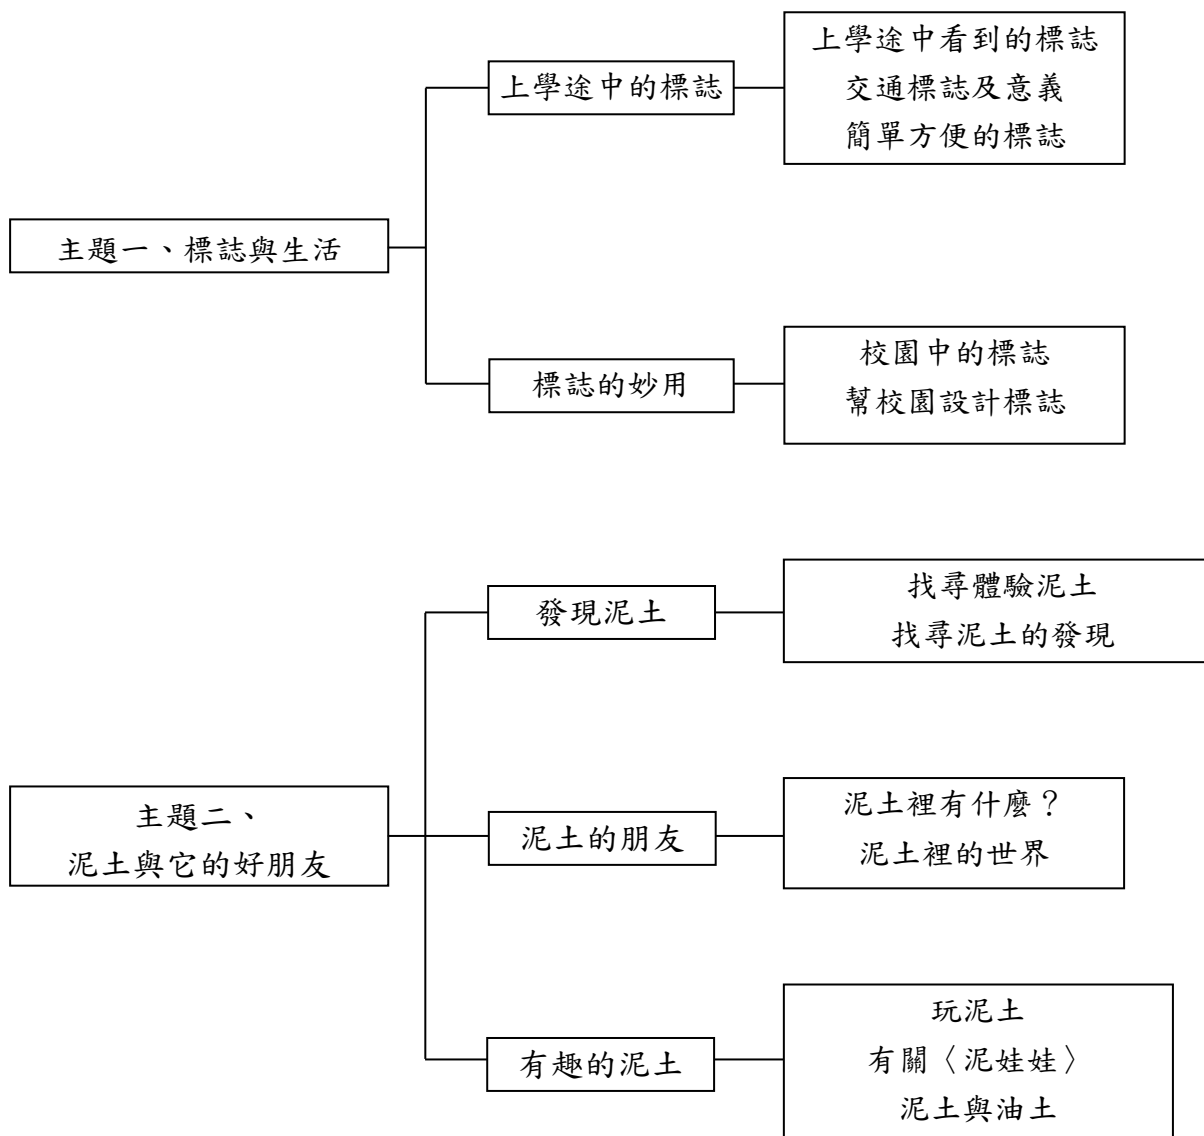 主題一、標誌與生活
上學途中的標誌
上學途中看到的標誌
交通標誌及意義
簡單方便的標誌
標誌的妙用
校園中的標誌
幫校園設計標誌
主題二、
泥土與它的好朋友
發現泥土
找尋體驗泥土
找尋泥土的發現
泥土的朋友
泥土裡有什麼？
泥土裡的世界
有趣的泥土
玩泥土
有關〈泥娃娃〉
泥土與油土